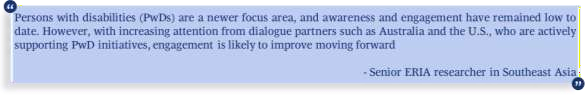 “
Persons with disabilities (PwDs) are a newer focus area, and awareness and engagement have remained low to
date. However, with increasing attention from dialogue partners such as Australia and the U.S., who are actively
supporting PwD initiatives, engagement is likely to improve moving forward
- Senior ERIA researcher in Southeast Asia
”